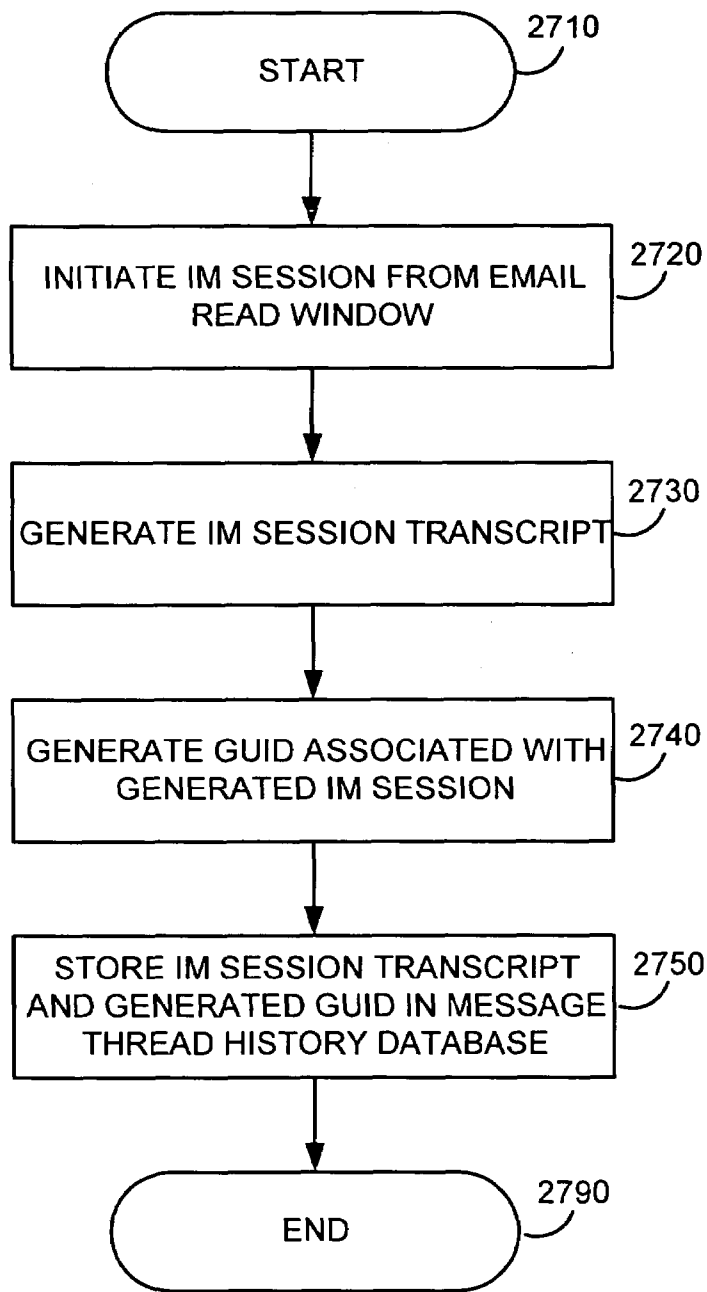 2710
START
2720
INITIATE IM SESSION FROM EMAIL
READ WINDOW
2730
GENERATE IM SESSION TRANSCRIPT
2740
GENERATE GUID ASSOCIATED WITH
GENERATED IM SESSION
2750
STORE IM SESSION TRANSCRIPT
AND GENERATED GUID IN MESSAGE
THREAD HISTORY DATABASE
2790
END